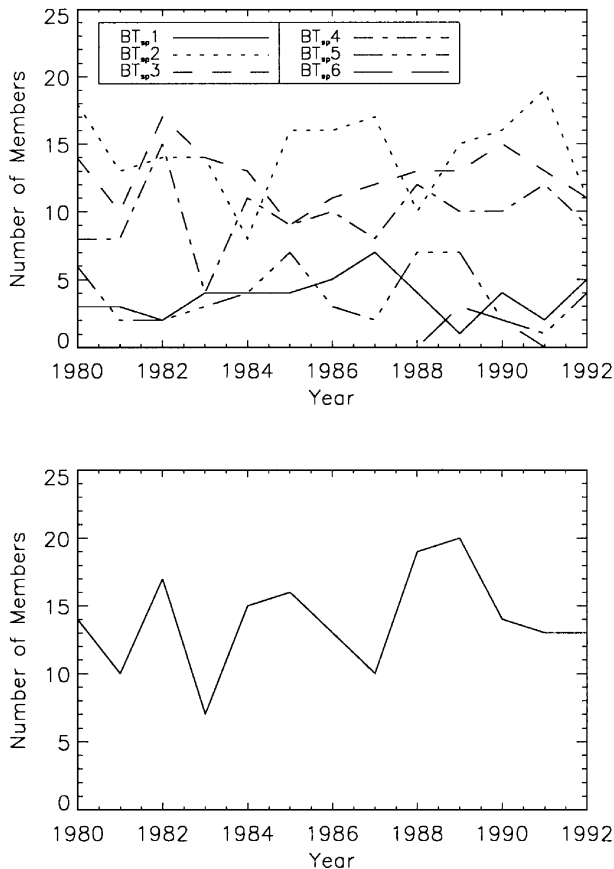 25
20
15
10
5
0
Number of Members
BTsp1
BTsp2
BTsp3
BTsp4
BTsp5
BTsp6
1980 1982 1984 1986 1988 1990 1992
Year
25
20
15
10
5
0
Number of Members
1980 1982 1984 1986 1988 1990 1992
Year